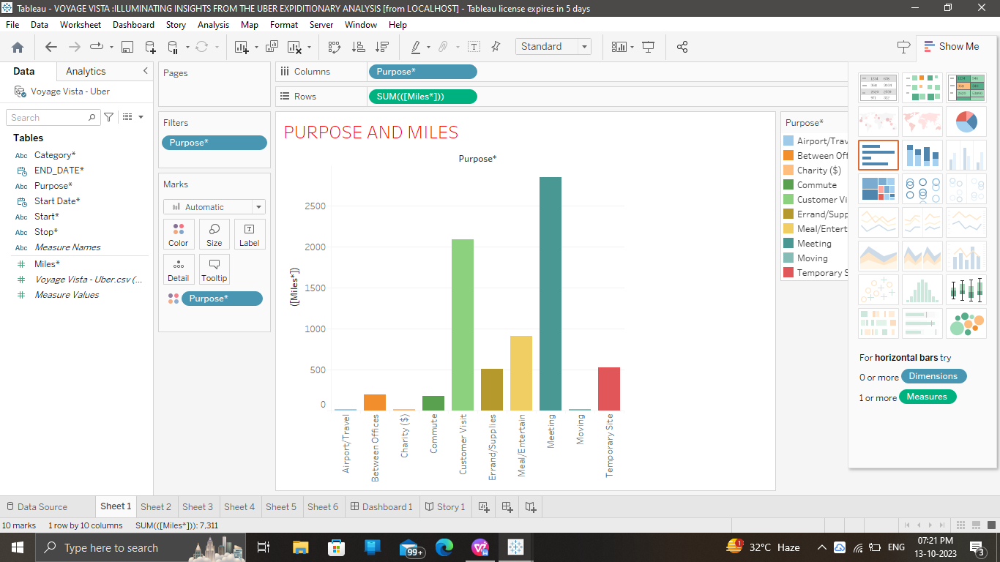 Tableau - VOYAGE VISTA :ILLUMINATING INSIGHTS FROM THE UBER EXPIDITIONARY ANALYSIS [from LOCALHOST] - Tableau license expires in 5 days
File Data Worksheet Dashboard Story Analysis Map Format Server Window Help
Standard
Show Me
Data Analytics
Voyage Vista - Uber
Search
Tables
Abc Category*
END_DATE*
Abc Purpose*
Start Date*
Abc Start*
Abc Stop*
Abc Measure Names
# Miles*
# Voyage Vista - Uber.csv (...
# Measure Values
Pages
Filters
Purpose*
Marks
Automatic
Color Size Label
Detail Tooltip
Purpose*
Columns Purpose*
Rows SUM(([Miles*]))
PURPOSE AND MILES
Purpose*
([Miles*])
2500
2000
1500
1000
500
0
Airport/Travel
Between Offices
Charity ($)
Commute
Customer Visit
Errand/Supplies
Meal/Entertain
Meeting
Moving
Temporary Site
Purpose*
Airport/Trav
Between Off
Charity ($)
Commute
Customer Vi
Errand/Supp
Meal/Entert
Meeting
Moving
Temporary S
For horizontal bars try
0 or more Dimensions
1 or more Measures
Data Source Sheet 1 Sheet 2 Sheet 3 Sheet 4 Sheet 5 Sheet 6 Dashboard 1 Story 1
10 marks 1 row by 10 columns SUM(([Miles*])): 7,311
Type here to search
99+
1
32°C Haze
ENG
07:21 PM
13-10-2023
3